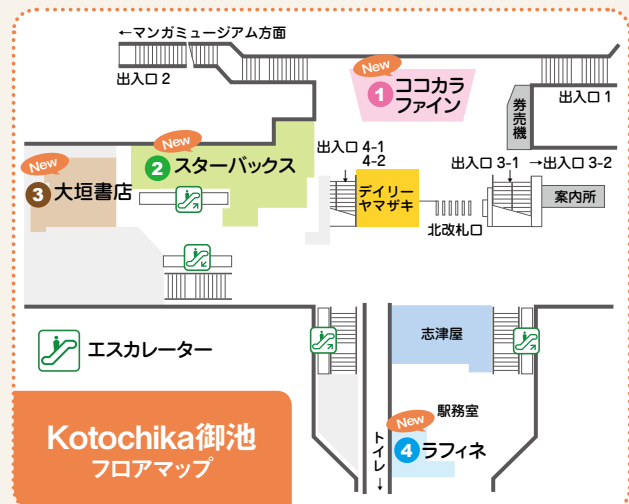 ←マンガミュージアム方面
出入口 2
New
1 ココカラ
ファイン
券売機
出入口 1
New
2 スターバックス
New
3 大垣書店
出入口 4-1
4-2
デイリー
ヤマザキ
北改札口
出入口 3-1 →出入口 3-2
案内所
エスカレーター
志津屋
駅務室
New
4 ラフィネ
トイレ↓
Kotochika御池
フロアマップ